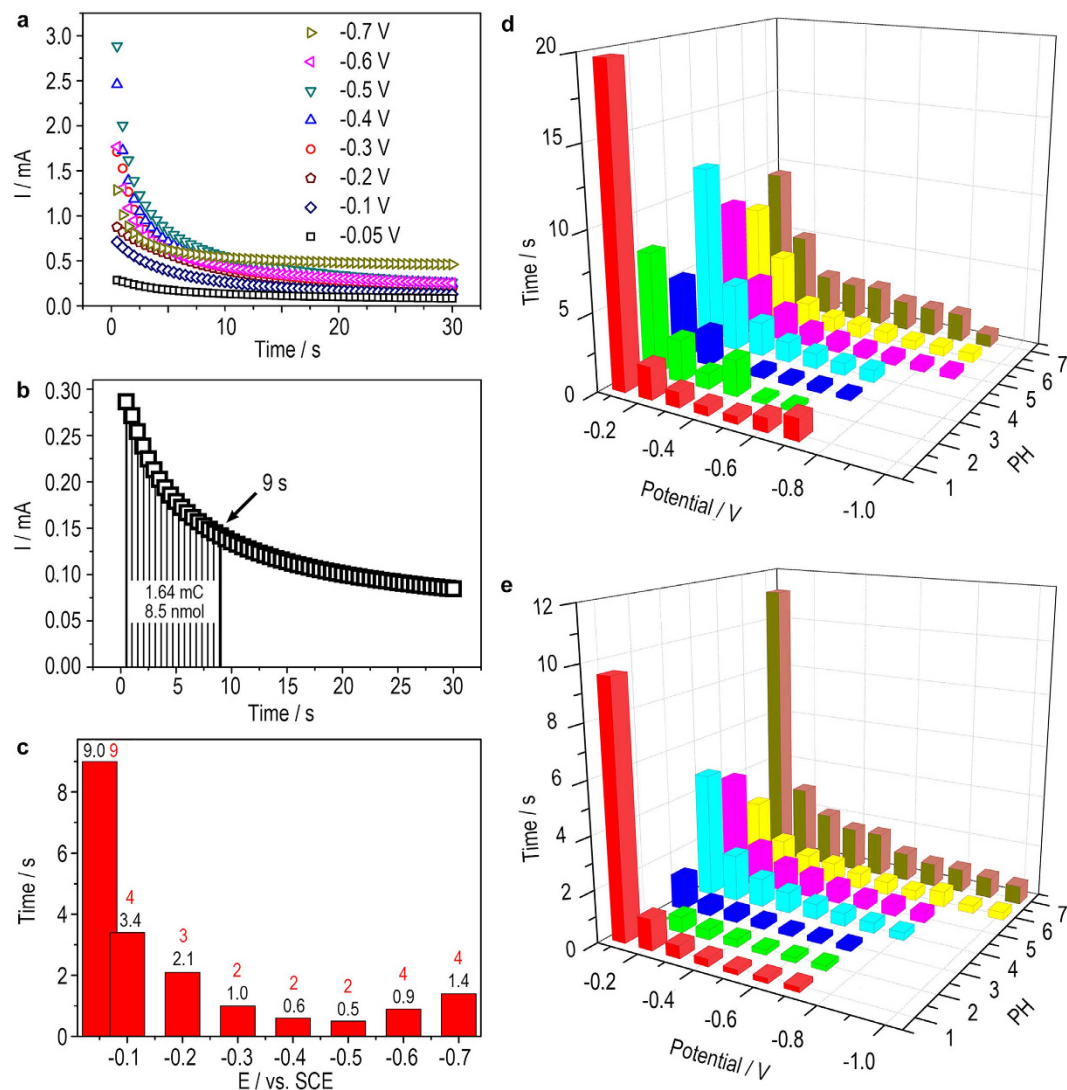 a
3.0
2.5
2.0
1.5
1.0
0.5
0.0
I / mA
-0.7 V
-0.6 V
-0.5 V
-0.4 V
-0.3 V
-0.2 V
-0.1 V
-0.05 V
0 10 20 30
Time / s
b
0.30
0.25
0.20
0.15
0.10
0.05
0.00
I / mA
9 s
1.64 mC
8.5 nmol
0 5 10 15 20 25 30
Time / s
c
8
6
4
2
0
Time / s
9.0 9
4
3.4
3
2.1
2
1.0
2
0.6
2
0.5
4
0.9
4
1.4
-0.1 -0.2 -0.3 -0.4 -0.5 -0.6 -0.7
E / vs. SCE
d
20
15
10
5
0
Time / s
-0.2
-0.4
-0.6
-0.8
-1.0
Potential / V
1
2
3
4
5
6
7
PH
e
12
10
8
6
4
2
0
Time / s
-0.2
-0.4
-0.6
-0.8
-1.0
Potential / V
1
2
3
4
5
6
7
PH